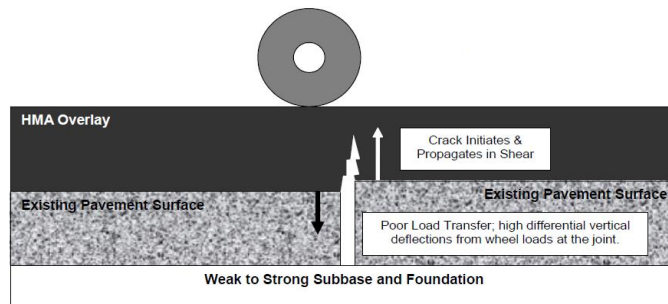 HMA Overlay
Crack Initiates &
Propagates in Shear
Existing Pavement Surface
Existing Pavement Surface
Poor Load Transfer; high differential vertical
deflections from wheel loads at the joint.
Weak to Strong Subbase and Foundation